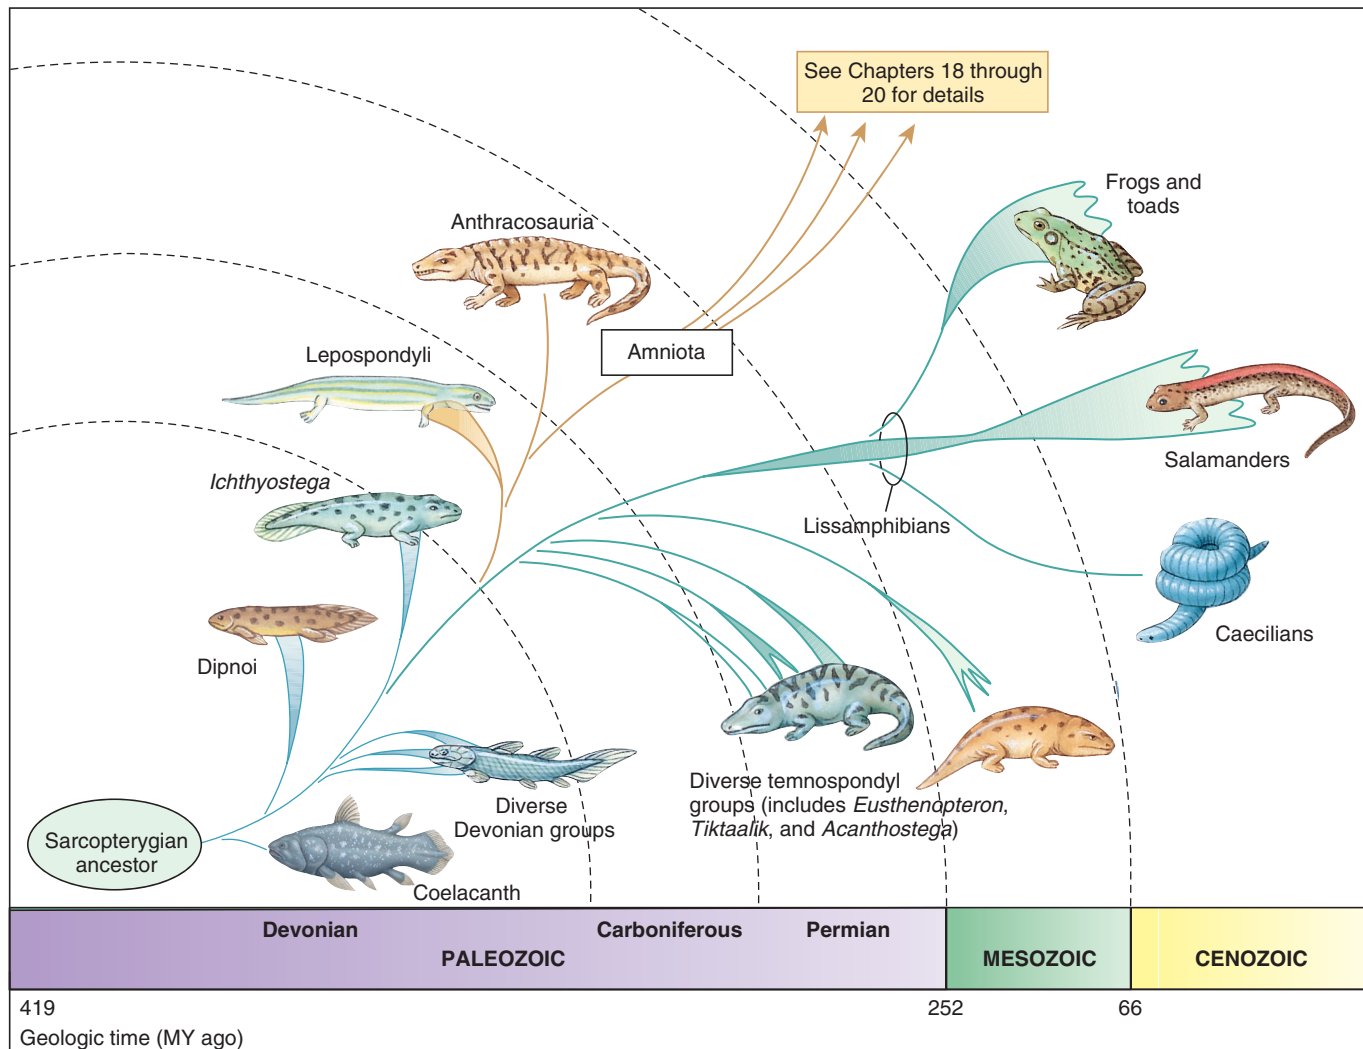 See Chapters 18 through
20 for details
Frogs and
toads
Anthracosauria
Amniota
Lepospondyli
Salamanders
Ichthyostega
Lissamphibians
Caecilians
Dipnoi
Diverse temnospondyl
groups (includes Eusthenopteron,
Tiktaalik, and Acanthostega)
Diverse
Devonian groups
Sarcopterygian
ancestor
Coelacanth
Devonian
Carboniferous
Permian
PALEOZOIC
MESOZOIC
CENOZOIC
419
252
66
Geologic time (MY ago)